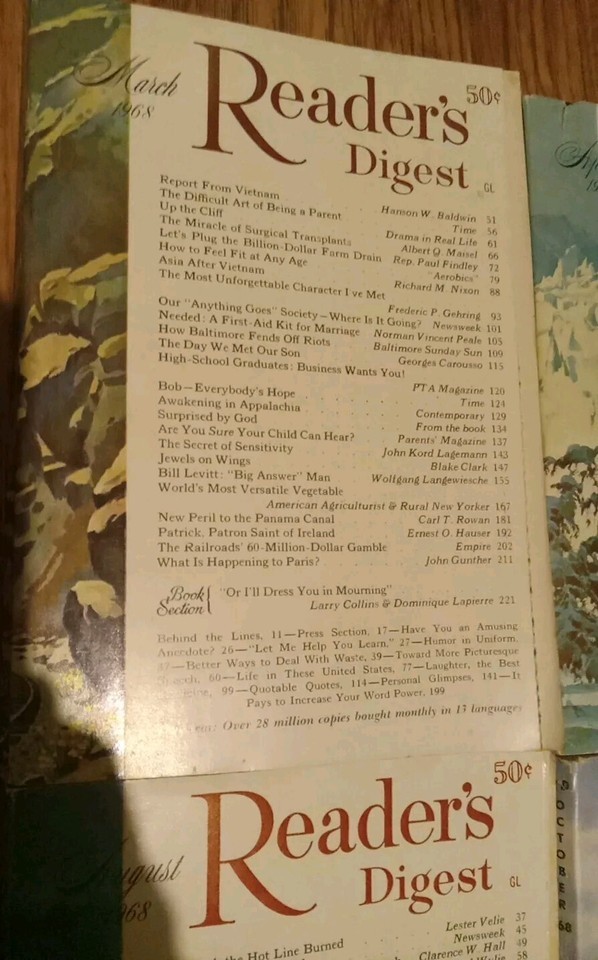 March
1968
Reader's
Digest
50¢
GL
Report From Vietnam Hanson W. Baldwin 51
The Difficult Art of Being a Parent Time 56
Up the Cliff Drama in Real Life 61
The Miracle of Surgical Transplants Albert Q. Maisel 66
Let's Plug the Billion-Dollar Farm Drain Rep. Paul Findley 72
How to Feel Fit at Any Age "Aerobics" 79
Asia After Vietnam Richard M. Nixon 88
The Most Unforgettable Character I've Met
Frederic P. Gehring 93
Our "Anything Goes" Society—Where Is It Going? Newsweek 101
Needed: A First-Aid Kit for Marriage Norman Vincent Peale 105
How Baltimore Fends Off Riots Baltimore Sunday Sun 109
The Day We Met Our Son Georges Carousso 115
High-School Graduates: Business Wants You!
PTA Magazine 120
Bob—Everybody's Hope Time 124
Awakening in Appalachia Contemporary 129
Surprised by God From the book 134
Are You Sure Your Child Can Hear? Parents' Magazine 137
The Secret of Sensitivity John Kord Lagemann 143
Jewels on Wings Blake Clark 147
Bill Levitt: "Big Answer" Man Wolfgang Langewiesche 155
World's Most Versatile Vegetable
American Agriculturist & Rural New Yorker 167
New Peril to the Panama Canal Carl T. Rowan 181
Patrick, Patron Saint of Ireland Ernest O. Hauser 192
The Railroads' 60-Million-Dollar Gamble Empire 202
What Is Happening to Paris? John Gunther 211
Book
Section
"Or I'll Dress You in Mourning"
Larry Collins & Dominique Lapierre 221
Behind the Lines, 11—Press Section, 17—Have You an Amusing
Anecdote? 26—"Let Me Help You Learn," 27—Humor in Uniform,
37—Better Ways to Deal With Waste, 39—Toward More Picturesque
Speech, 60—Life in These United States, 77—Laughter, the Best
99—Quotable Quotes, 114—Personal Glimpses, 141—It
Pays to Increase Your Word Power, 199
Over 28 million copies bought monthly in 13 languages
August
1968
Reader's
Digest
50¢
GL
Lester Velie 37
the Hot Line Burned Newsweek 45
Clarence W. Hall 49
58
OCTOBER
68